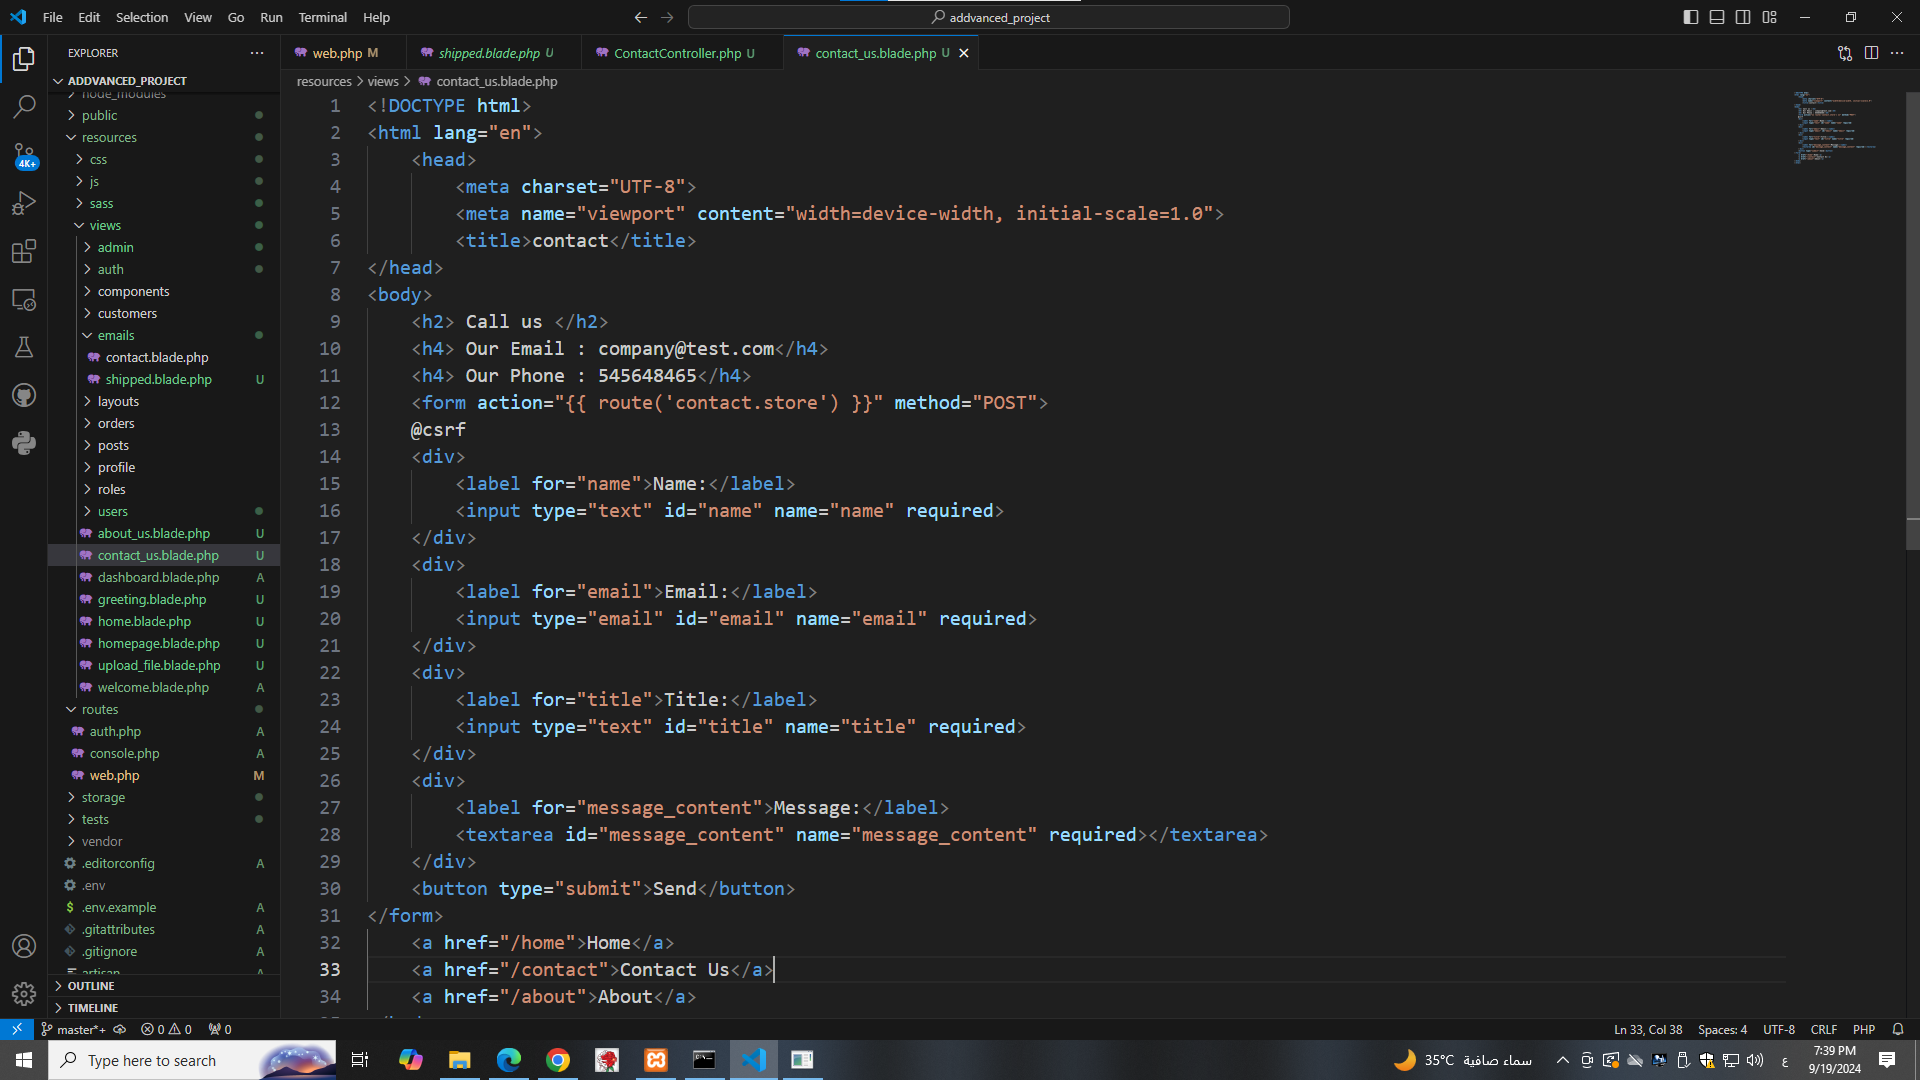 File Edit Selection View Go Run Terminal Help
addvanced_project
EXPLORER
web.php M
shipped.blade.php U
ContactController.php U
contact_us.blade.php U
resources > views > contact_us.blade.php
ADDVANCED_PROJECT
node_modules
public
resources
css
js
sass
views
admin
auth
components
customers
emails
contact.blade.php
shipped.blade.php U
layouts
orders
posts
profile
roles
users
about_us.blade.php U
contact_us.blade.php U
dashboard.blade.php A
greeting.blade.php U
home.blade.php U
homepage.blade.php U
upload_file.blade.php U
welcome.blade.php A
routes
auth.php A
console.php A
web.php M
storage
tests
vendor
.editorconfig A
.env
.env.example A
.gitattributes A
.gitignore A
artisan A
OUTLINE
TIMELINE
4K+
1 <!DOCTYPE html>
2 <html lang="en">
3 <head>
4 <meta charset="UTF-8">
5 <meta name="viewport" content="width=device-width, initial-scale=1.0">
6 <title>contact</title>
7 </head>
8 <body>
9 <h2> Call us </h2>
10 <h4> Our Email : company@test.com</h4>
11 <h4> Our Phone : 545648465</h4>
12 <form action="{{ route('contact.store') }}" method="POST">
13 @csrf
14 <div>
15 <label for="name">Name:</label>
16 <input type="text" id="name" name="name" required>
17 </div>
18 <div>
19 <label for="email">Email:</label>
20 <input type="email" id="email" name="email" required>
21 </div>
22 <div>
23 <label for="title">Title:</label>
24 <input type="text" id="title" name="title" required>
25 </div>
26 <div>
27 <label for="message_content">Message:</label>
28 <textarea id="message_content" name="message_content" required></textarea>
29 </div>
30 <button type="submit">Send</button>
31 </form>
32 <a href="/home">Home</a>
33 <a href="/contact">Contact Us</a>
34 <a href="/about">About</a>
master*+ 0 0 0
Ln 33, Col 38 Spaces: 4 UTF-8 CRLF PHP
Type here to search
35°C سماء صافية
ع
7:39 PM
9/19/2024